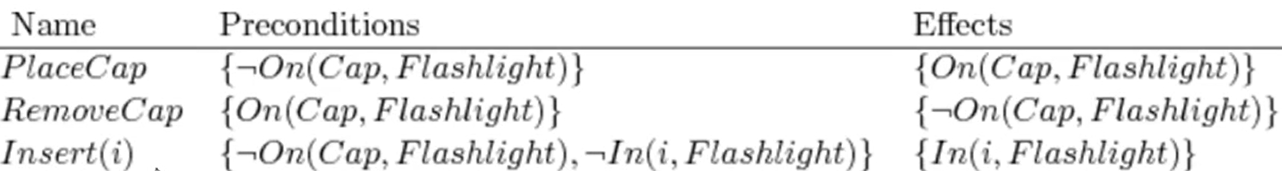 Name Preconditions Effects
PlaceCap {¬On(Cap, Flashlight)} {On(Cap, Flashlight)}
RemoveCap {On(Cap, Flashlight)} {¬On(Cap, Flashlight)}
Insert(i) {¬On(Cap, Flashlight), ¬In(i, Flashlight)} {In(i, Flashlight)}